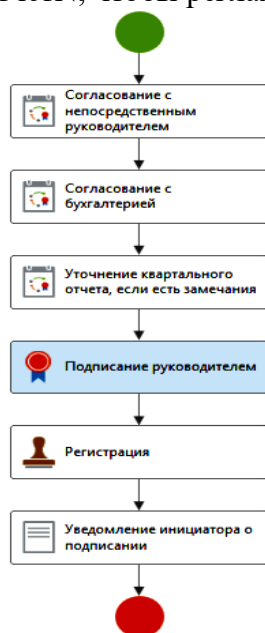 Согласование с
непосредственным
руководителем
Согласование с
бухгалтерией
Уточнение квартального
отчета, если есть замечания
Подписание руководителем
Регистрация
Уведомление инициатора о
подписании